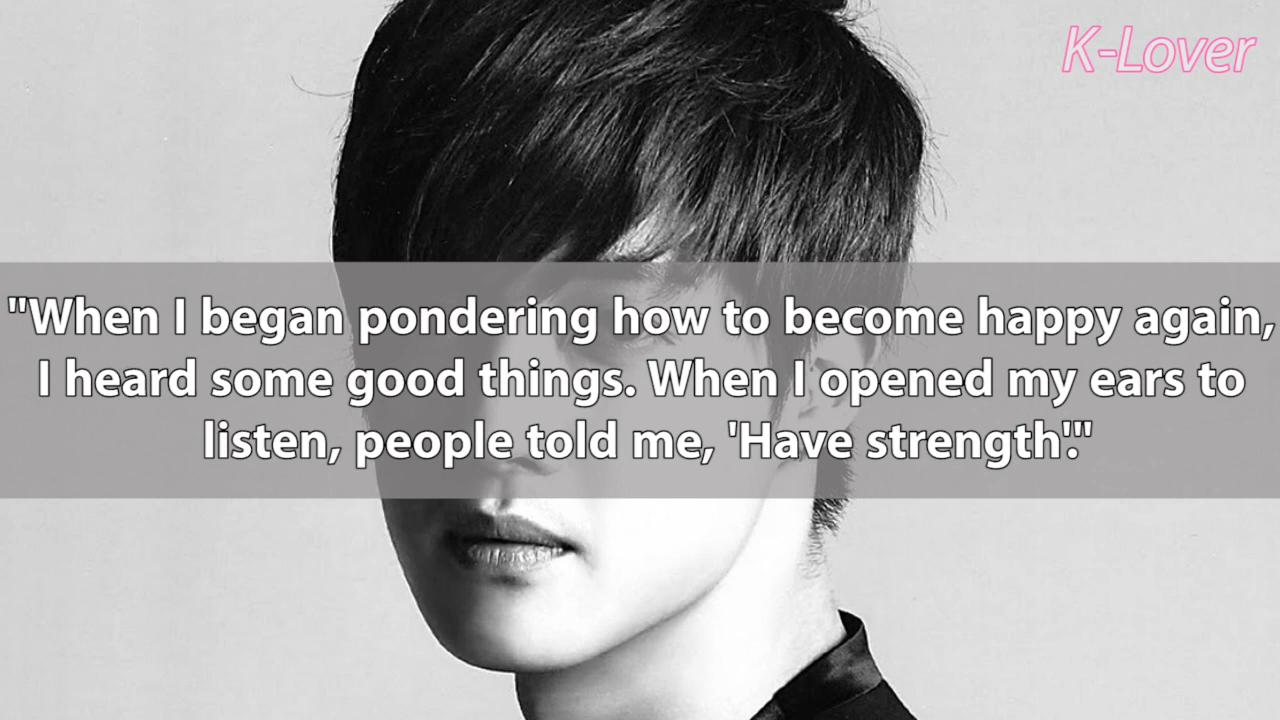 K-Lover
"When I began pondering how to become happy again,
I heard some good things. When I opened my ears to
listen, people told me, 'Have strength'."